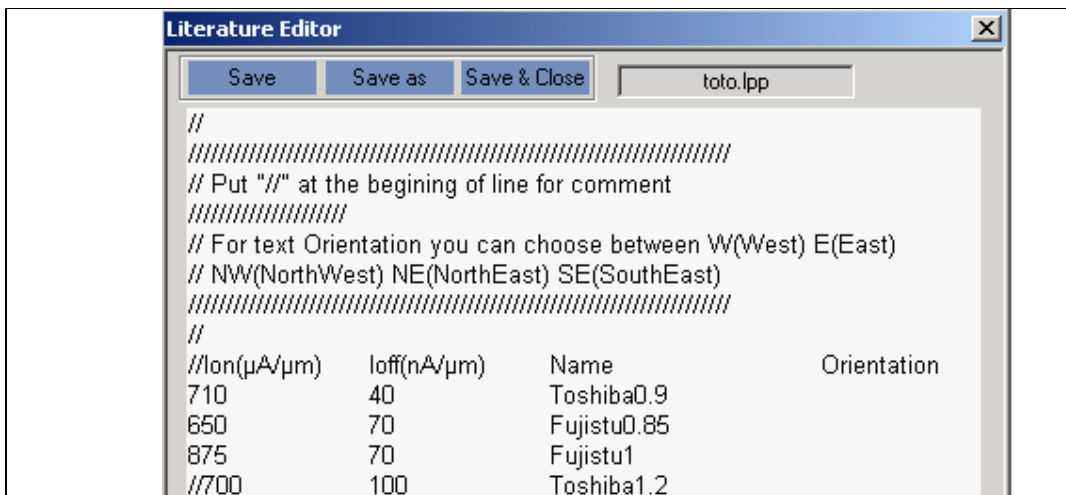 Literature Editor
Save Save as Save & Close toto.lpp
//
////////////////////////////////////////////////////////////////////////
// Put "//" at the begining of line for comment
/////////////////////
// For text Orientation you can choose between W(West) E(East)
// NW(NorthWest) NE(NorthEast) SE(SouthEast)
////////////////////////////////////////////////////////////////////////
//
//Ion(µA/µm) Ioff(nA/µm) Name Orientation
710 40 Toshiba0.9
650 70 Fujistu0.85
875 70 Fujistu1
//700 100 Toshiba1.2